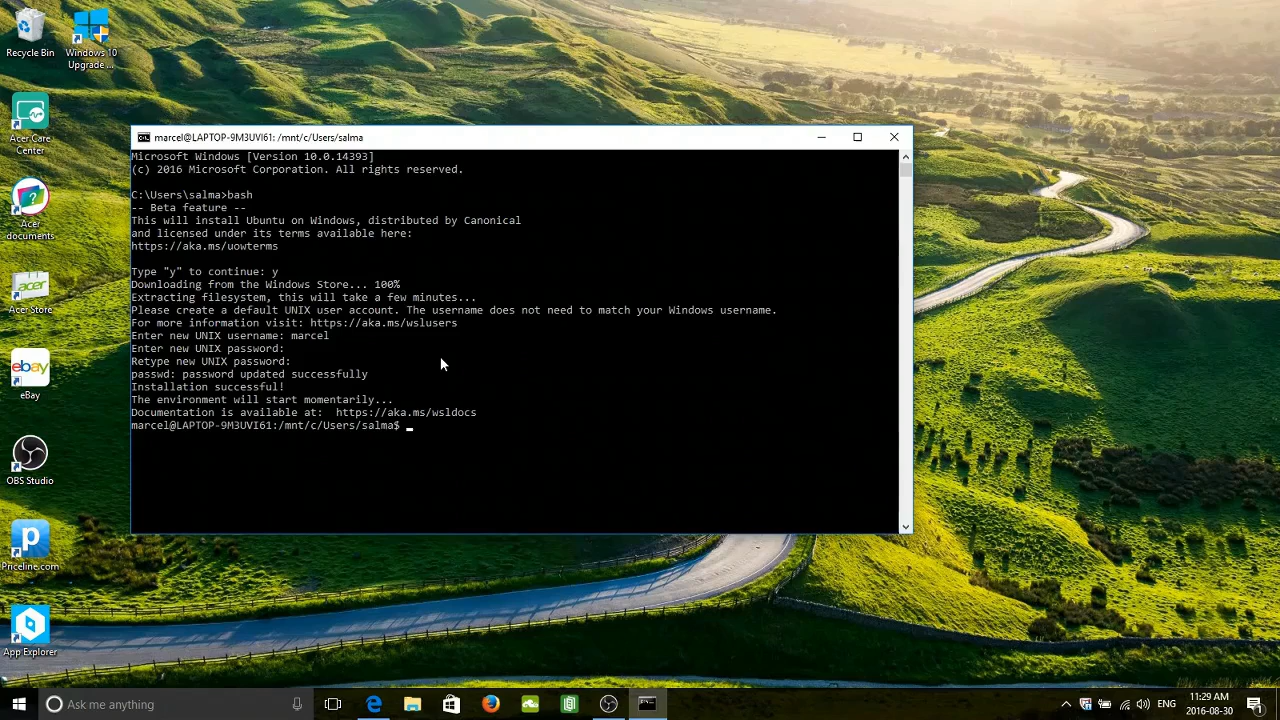 Recycle Bin
Windows 10
Upgrade ...
Acer Care
Center
Acer
documents
acer
Acer Store
ebay
eBay
OBS Studio
p
Priceline.com
App Explorer
marcel@LAPTOP-9M3UVI61: /mnt/c/Users/salma
Microsoft Windows [Version 10.0.14393]
(c) 2016 Microsoft Corporation. All rights reserved.
C:\Users\salma>bash
-- Beta feature --
This will install Ubuntu on Windows, distributed by Canonical
and licensed under its terms available here:
https://aka.ms/uowterms
Type "y" to continue: y
Downloading from the Windows Store... 100%
Extracting filesystem, this will take a few minutes...
Please create a default UNIX user account. The username does not need to match your Windows username.
For more information visit: https://aka.ms/wslusers
Enter new UNIX username: marcel
Enter new UNIX password:
Retype new UNIX password:
passwd: password updated successfully
Installation successful!
The environment will start momentarily...
Documentation is available at:  https://aka.ms/wsldocs
marcel@LAPTOP-9M3UVI61:/mnt/c/Users/salma$ _
Ask me anything
ENG
11:29 AM
2016-08-30
1